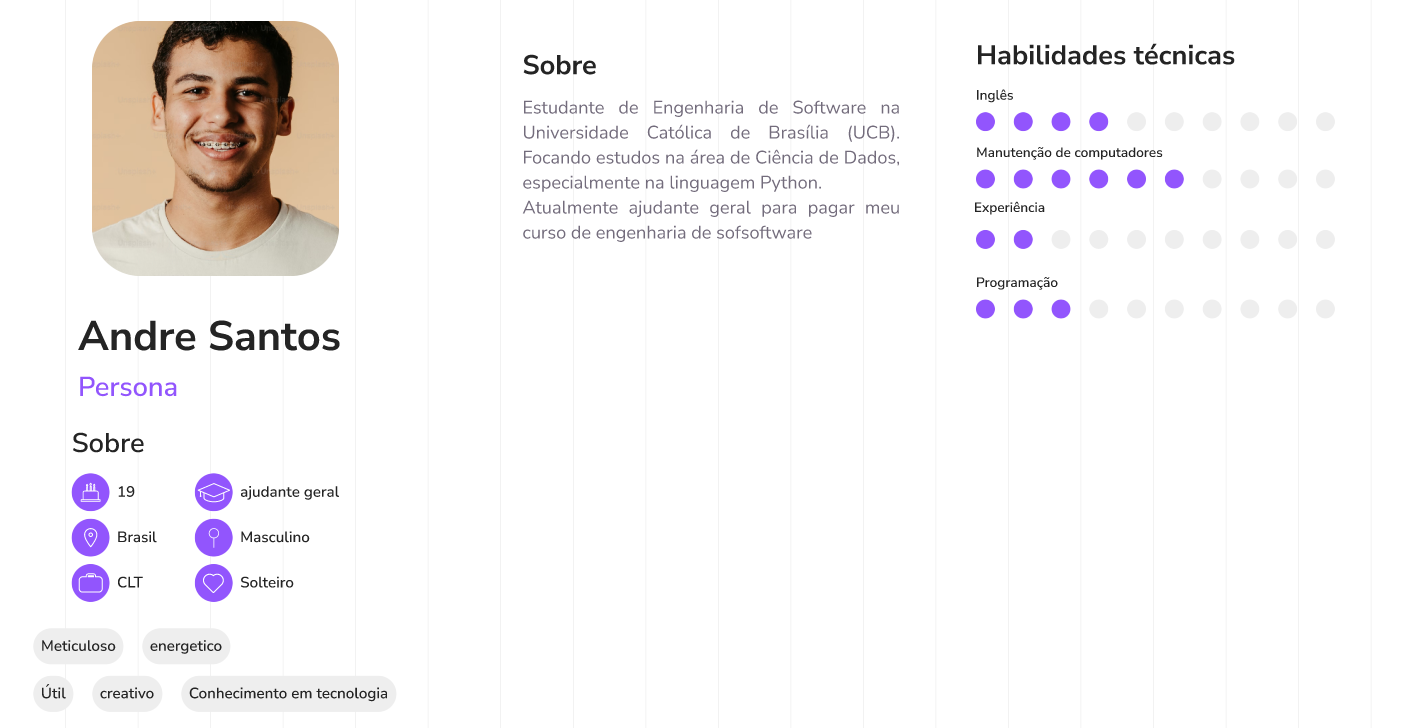 Andre Santos
Persona
Sobre
19
ajudante geral
Brasil
Masculino
CLT
Solteiro
Meticuloso
energetico
Útil
creativo
Conhecimento em tecnologia
Sobre
Estudante de Engenharia de Software na
Universidade Católica de Brasília (UCB).
Focando estudos na área de Ciência de Dados,
especialmente na linguagem Python.
Atualmente ajudante geral para pagar meu
curso de engenharia de sofsoftware
Habilidades técnicas
Inglês
Manutenção de computadores
Experiência
Programação